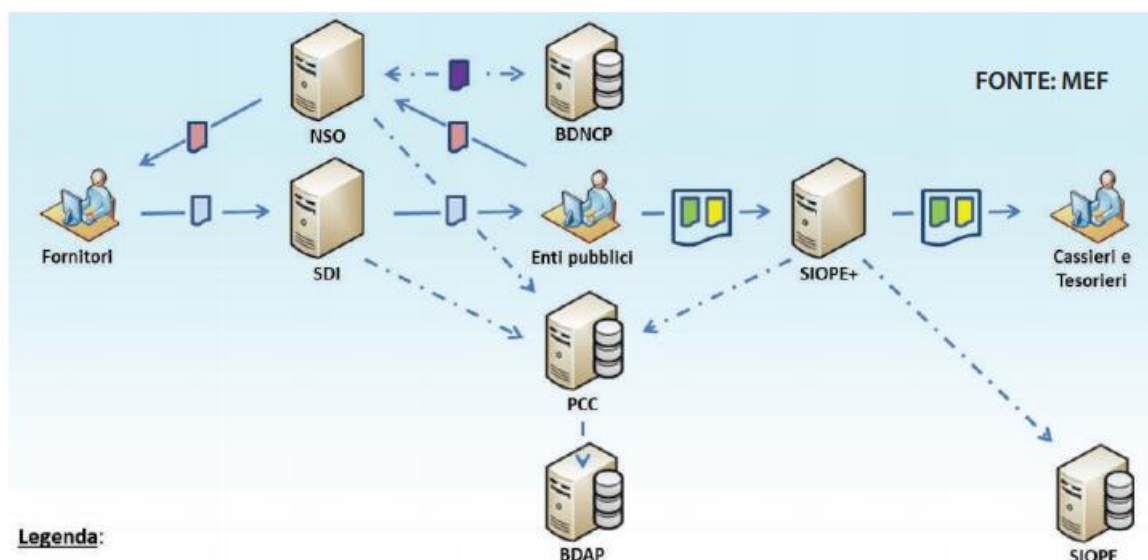 FONTE: MEF
NSO
BDNCP
Fornitori
SDI
Enti pubblici
SIOPE+
Cassieri e
Tesorieri
PCC
Legenda:
BDAP
SIOPE